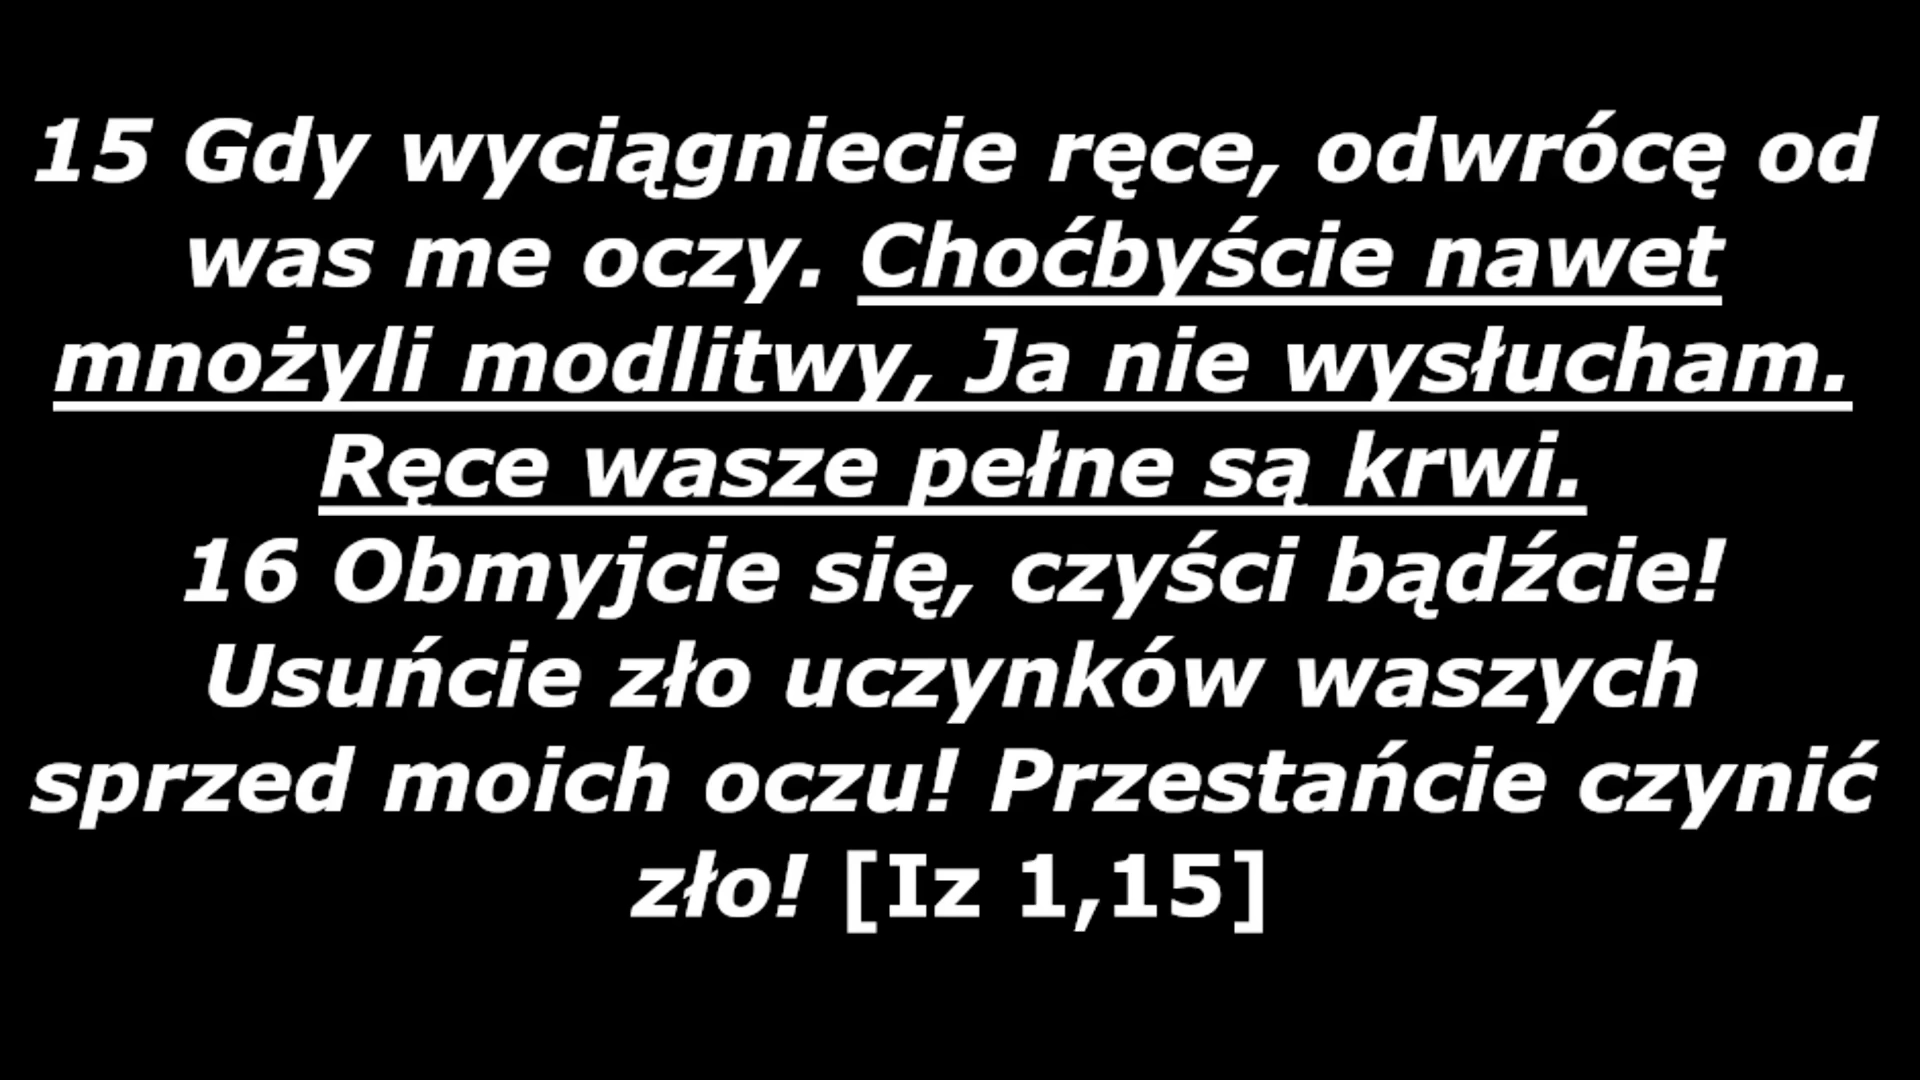 15 Gdy wyciągniecie ręce, odwrócę od
was me oczy. Choćbyście nawet
mnożyli modlitwy, Ja nie wysłucham.
Ręce wasze pełne są krwi.
16 Obmyjcie się, czyści bądźcie!
Usuńcie zło uczynków waszych
sprzed moich oczu! Przestańcie czynić
zło! [Iz 1,15]